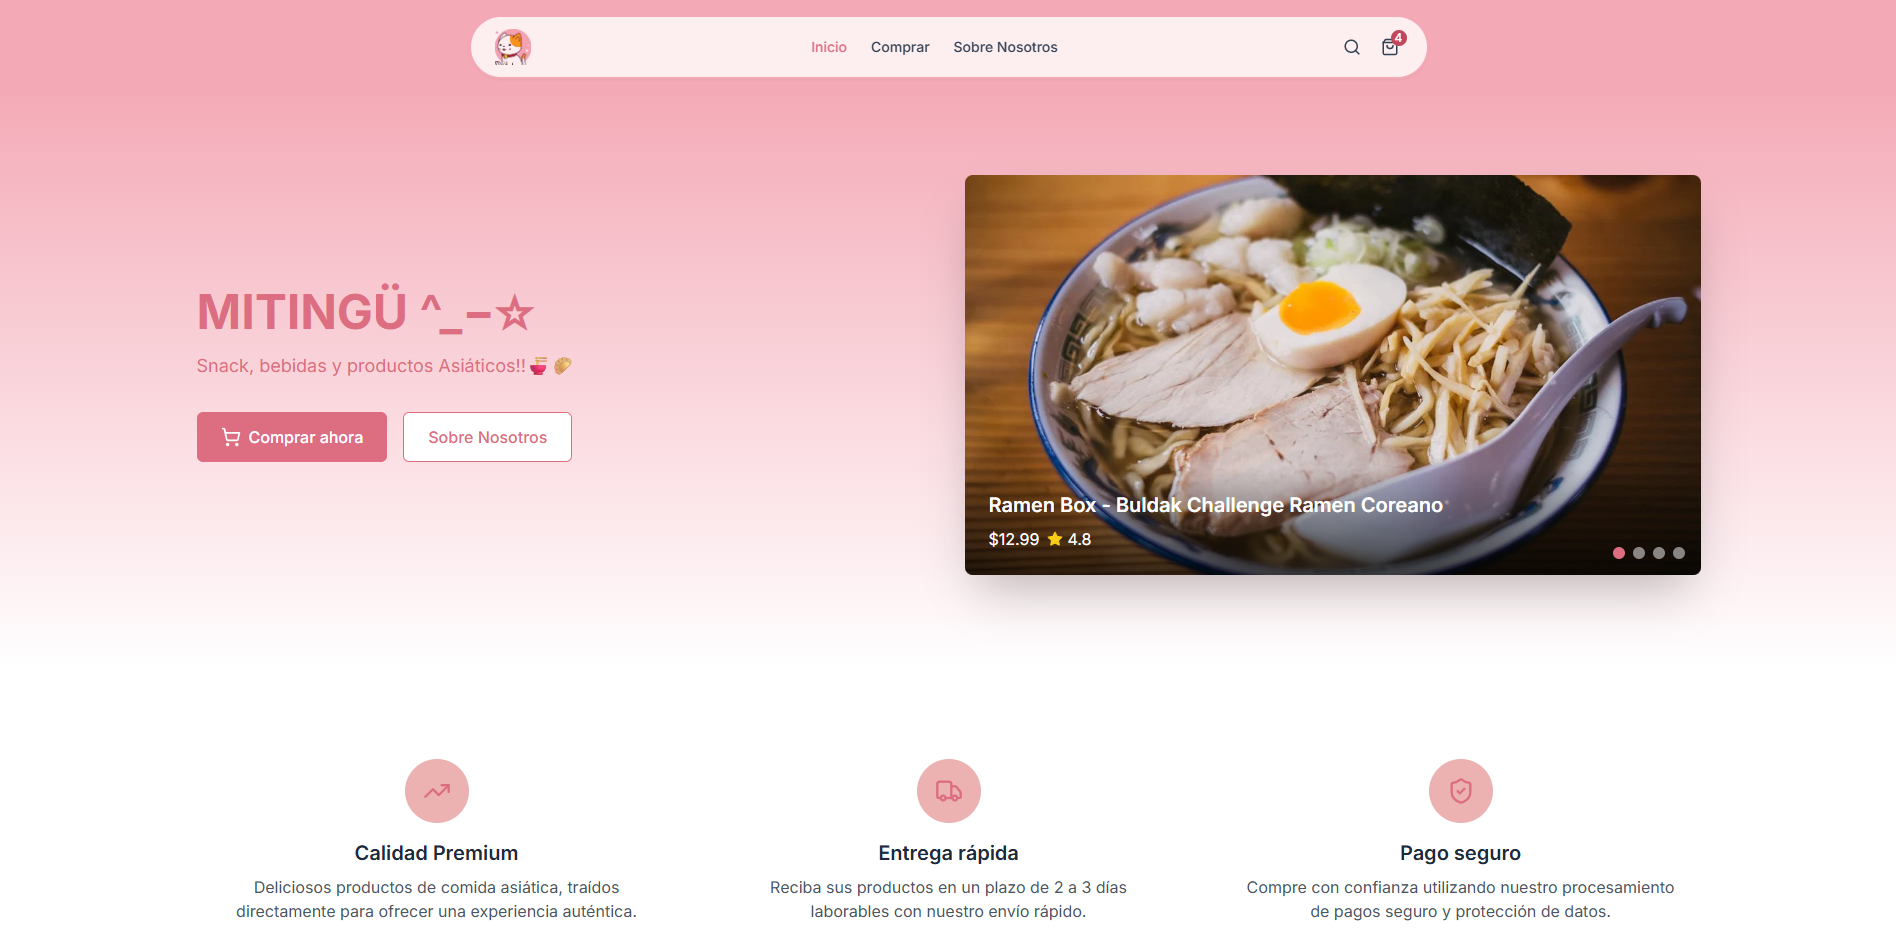 Inicio
Comprar
Sobre Nosotros
4
MITINGÜ ^_−☆
Snack, bebidas y productos Asiáticos!!🍜 🥠
Comprar ahora
Sobre Nosotros
Ramen Box - Buldak Challenge Ramen Coreano
$12.99 ⭐ 4.8
Calidad Premium
Deliciosos productos de comida asiática, traídos
directamente para ofrecer una experiencia auténtica.
Entrega rápida
Reciba sus productos en un plazo de 2 a 3 días
laborables con nuestro envío rápido.
Pago seguro
Compre con confianza utilizando nuestro procesamiento
de pagos seguro y protección de datos.